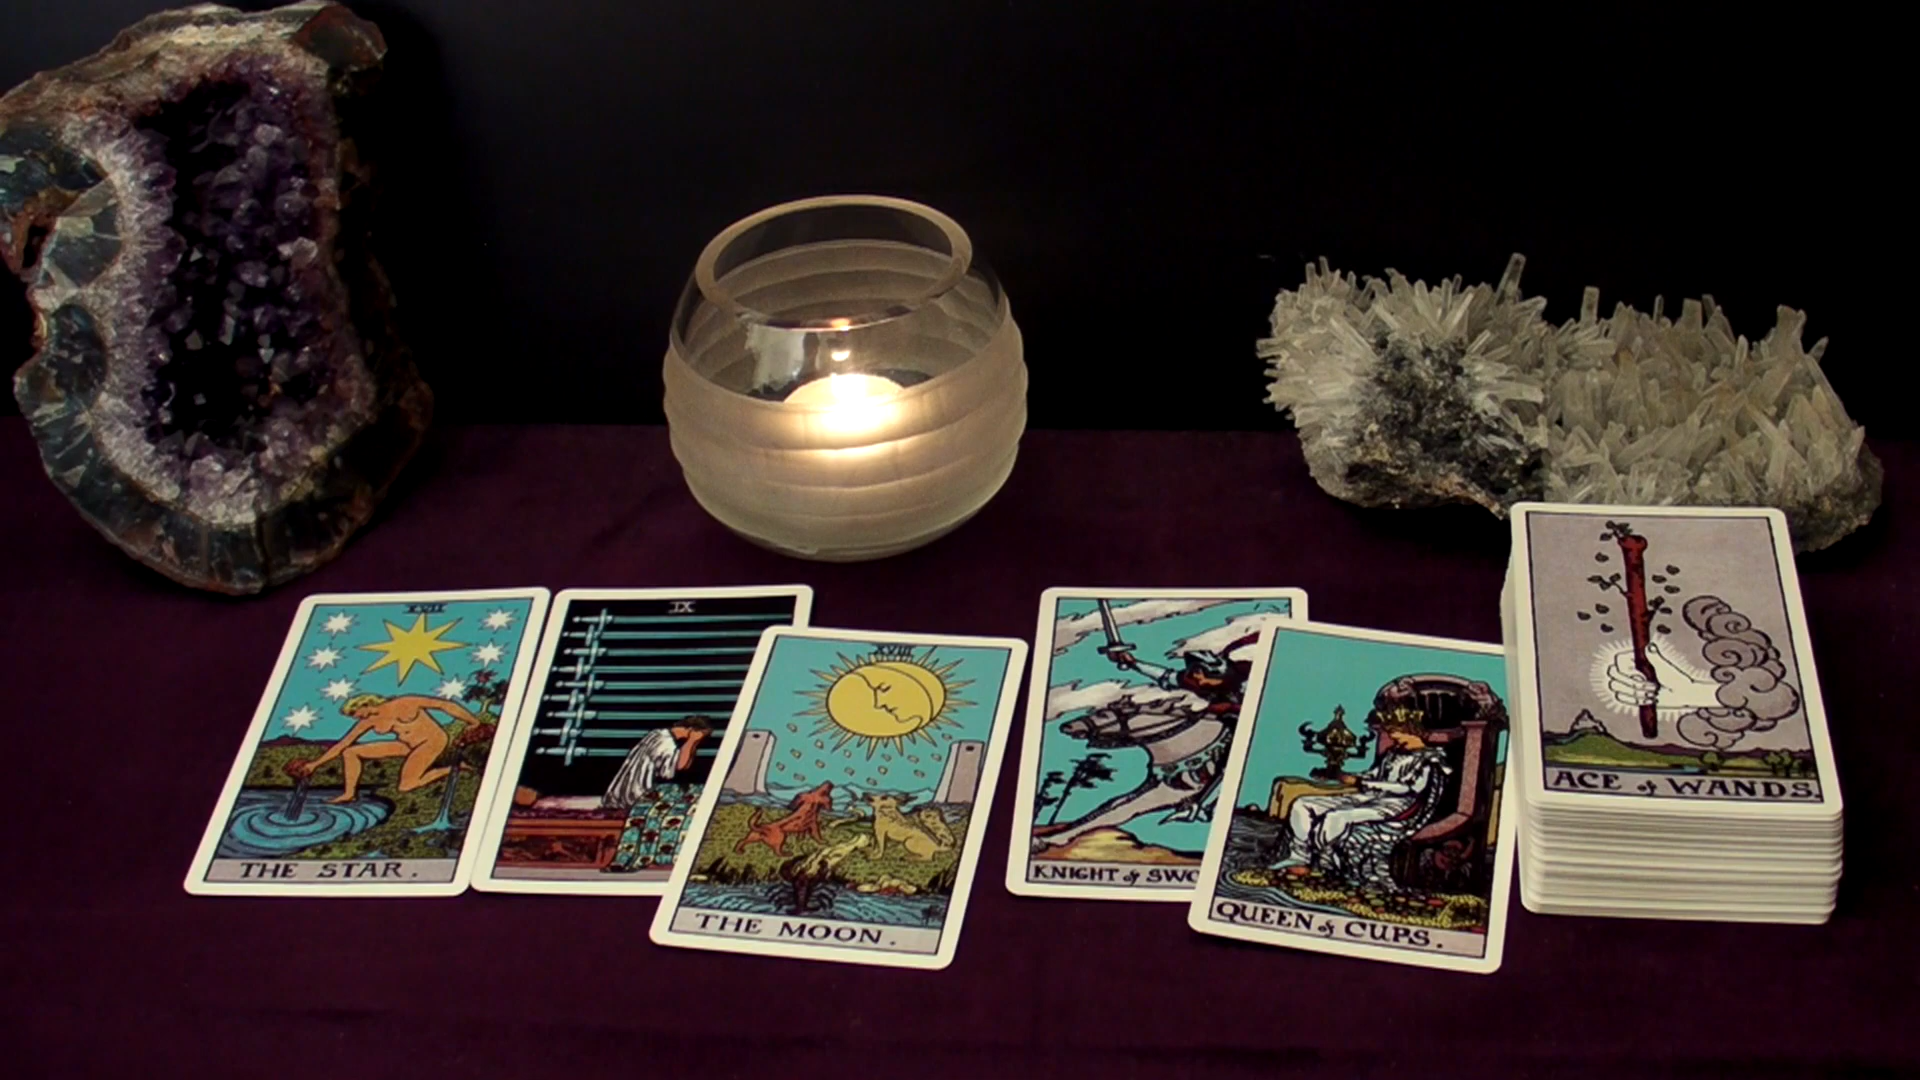 XVII
THE STAR.
IX
XVIII
THE MOON.
KNIGHT of SWO
QUEEN of CUPS.
ACE of WANDS.